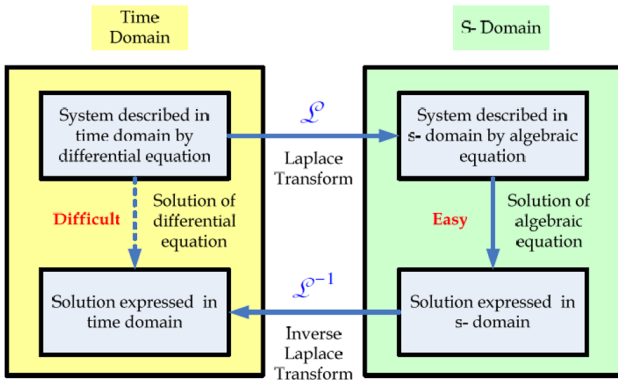 Time
Domain
S- Domain
System described in
time domain by
differential equation
ℒ
Laplace
Transform
System described in
s- domain by algebraic
equation
Difficult
Solution of
differential
equation
Easy
Solution of
algebraic
equation
Solution expressed in
time domain
ℒ⁻¹
Inverse
Laplace
Transform
Solution expressed in
s- domain